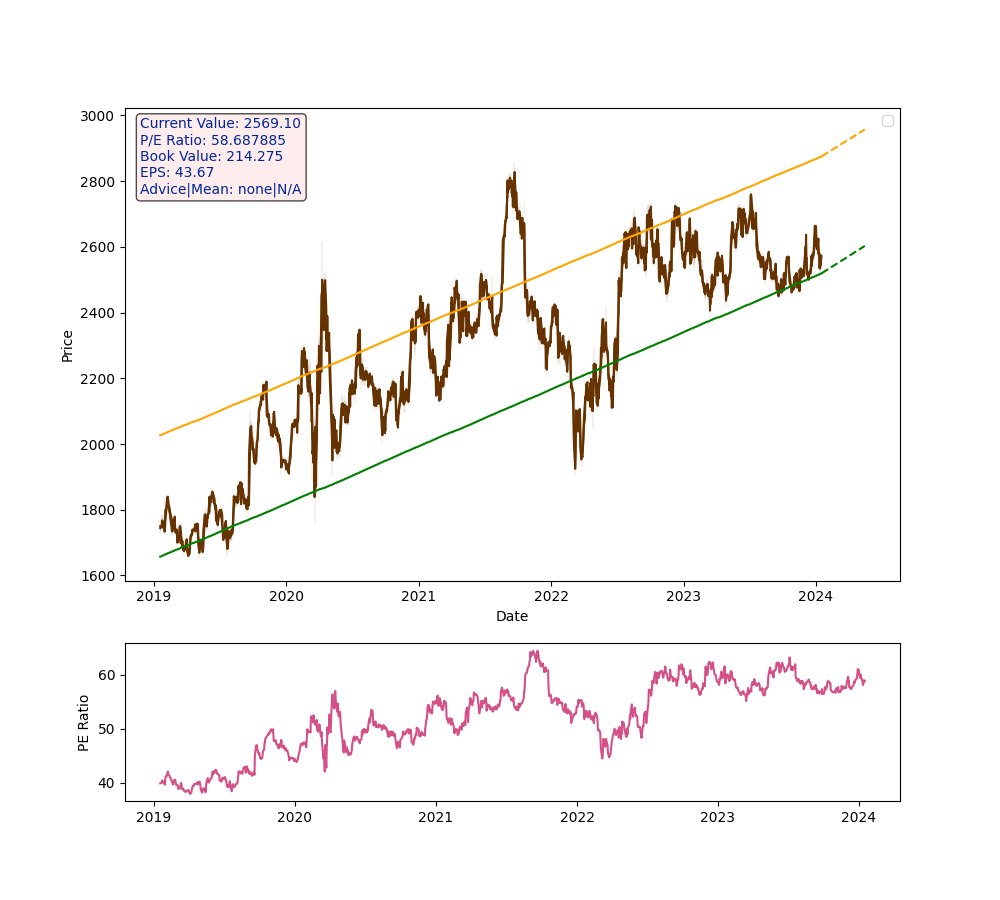 3000
2800
2600
2400
2200
2000
1800
1600
Price
Current Value: 2569.10
P/E Ratio: 58.687885
Book Value: 214.275
EPS: 43.67
Advice|Mean: none|N/A
2019 2020 2021 2022 2023 2024
Date
60
50
40
PE Ratio
2019 2020 2021 2022 2023 2024